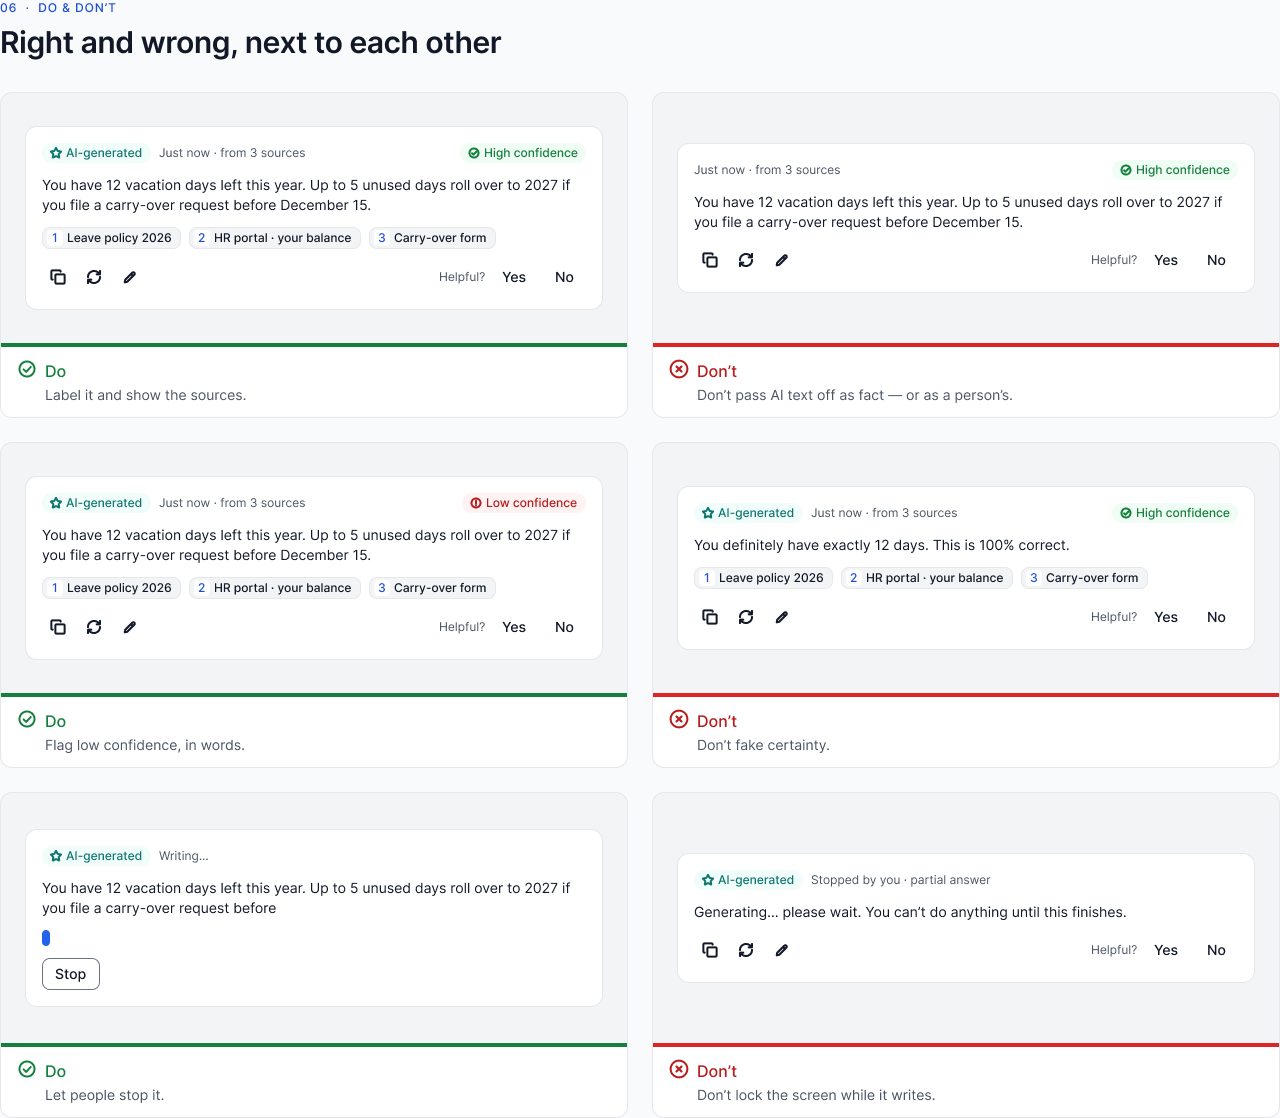 06 · DO & DON’T
Right and wrong, next to each other
AI-generated Just now · from 3 sources High confidence
You have 12 vacation days left this year. Up to 5 unused days roll over to 2027 if
you file a carry-over request before December 15.
1 Leave policy 2026 2 HR portal · your balance 3 Carry-over form
Helpful? Yes No
Do
Label it and show the sources.
Just now · from 3 sources High confidence
You have 12 vacation days left this year. Up to 5 unused days roll over to 2027 if
you file a carry-over request before December 15.
Helpful? Yes No
Don’t
Don’t pass AI text off as fact — or as a person’s.
AI-generated Just now · from 3 sources Low confidence
You have 12 vacation days left this year. Up to 5 unused days roll over to 2027 if
you file a carry-over request before December 15.
1 Leave policy 2026 2 HR portal · your balance 3 Carry-over form
Helpful? Yes No
Do
Flag low confidence, in words.
AI-generated Just now · from 3 sources High confidence
You definitely have exactly 12 days. This is 100% correct.
1 Leave policy 2026 2 HR portal · your balance 3 Carry-over form
Helpful? Yes No
Don’t
Don’t fake certainty.
AI-generated Writing…
You have 12 vacation days left this year. Up to 5 unused days roll over to 2027 if
you file a carry-over request before
Stop
Do
Let people stop it.
AI-generated Stopped by you · partial answer
Generating… please wait. You can’t do anything until this finishes.
Helpful? Yes No
Don’t
Don’t lock the screen while it writes.